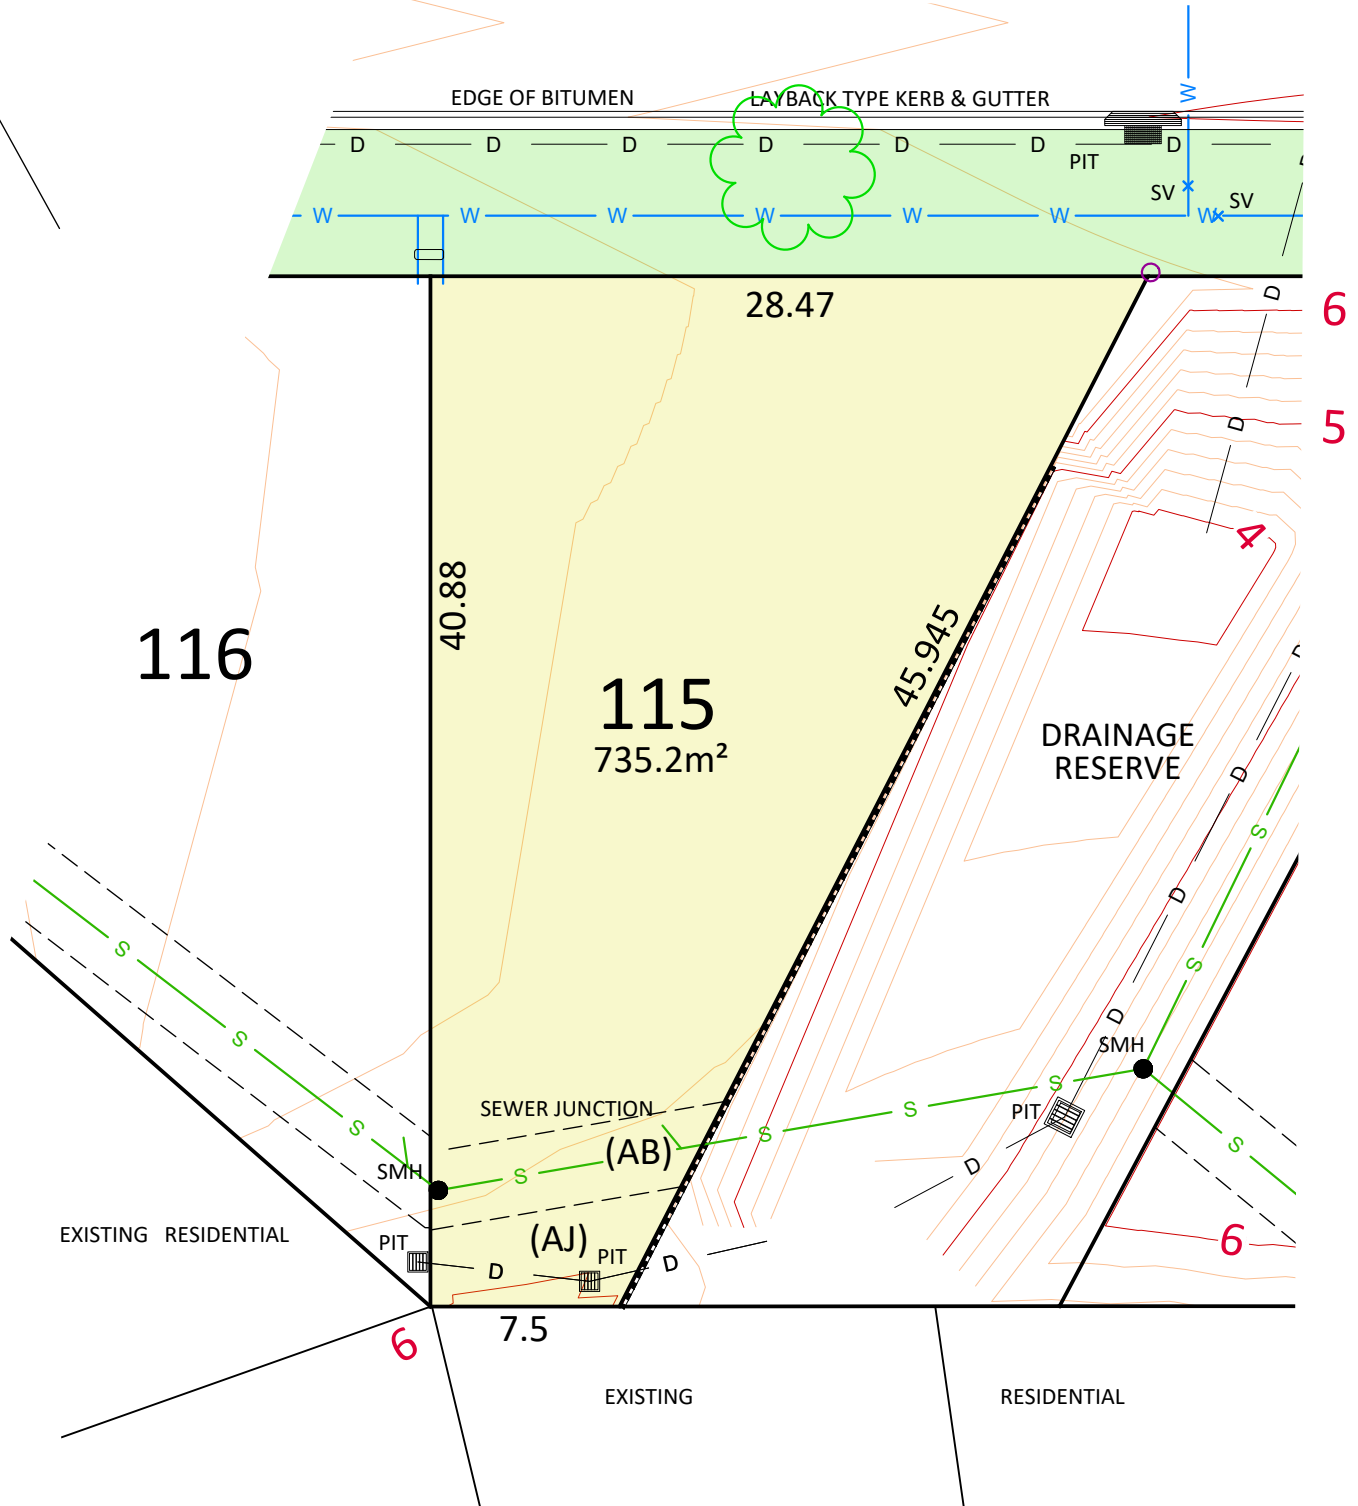 W
EDGE OF BITUMEN
LAYBACK TYPE KERB & GUTTER
D D D D D D D
PIT
SV
SV
W W W W W W W
28.47
D
6
D
5
4
40.88
45.945
116
115
735.2m²
DRAINAGE
RESERVE
D
D
S
D
S
S
S
D
SMH
S
SEWER JUNCTION
S
S
PIT
S
S
(AB)
D
SMH
S
EXISTING RESIDENTIAL
PIT
(AJ)
PIT
D
D
6
7.5
6
EXISTING
RESIDENTIAL